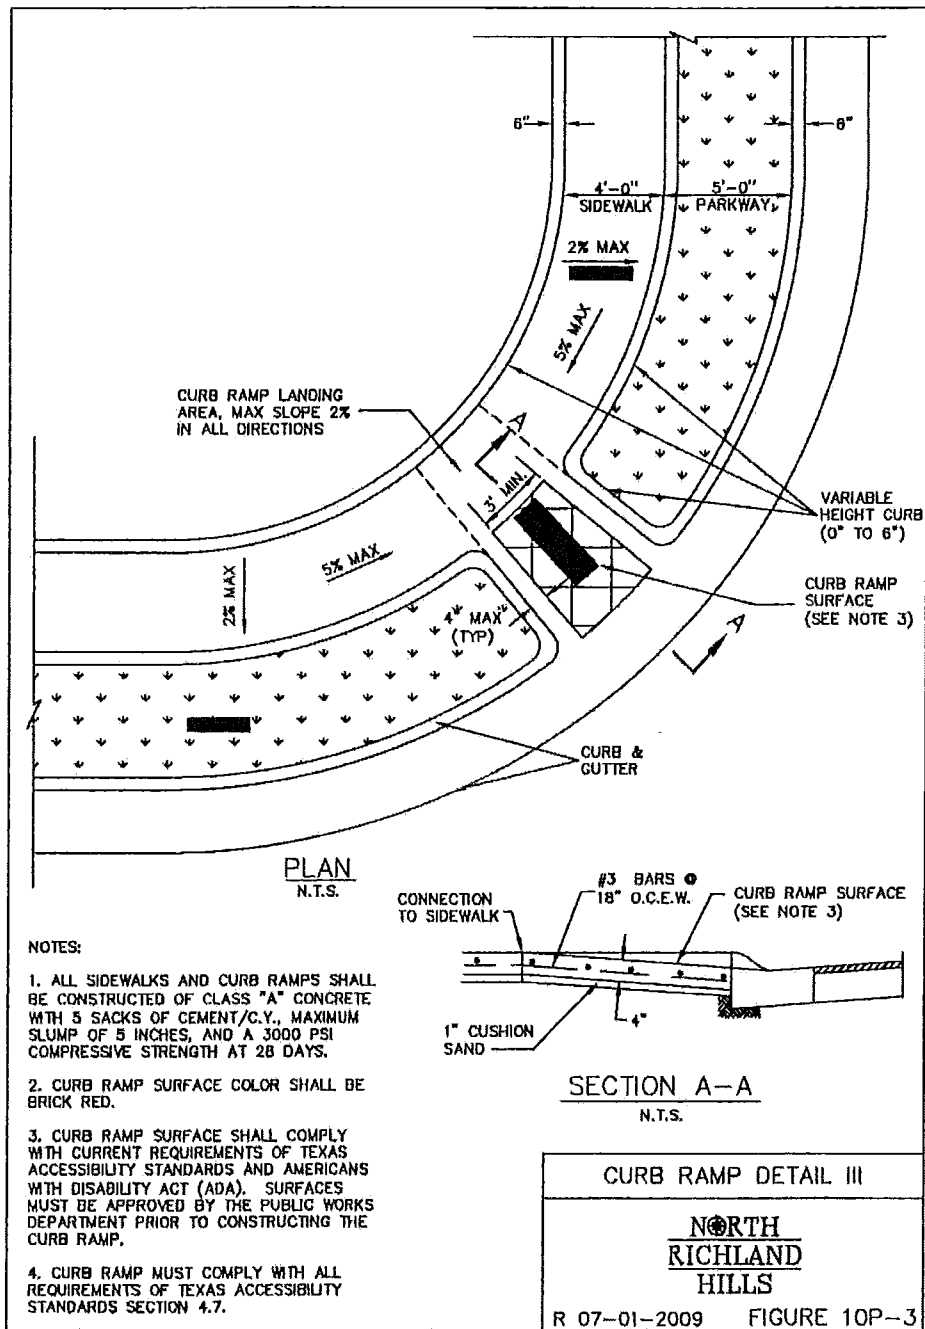 6"
6"
4'-0"
SIDEWALK
5'-0"
PARKWAY
2% MAX
5% MAX
CURB RAMP LANDING
AREA, MAX SLOPE 2%
IN ALL DIRECTIONS
A
3' MIN.
VARIABLE
HEIGHT CURB
(0" TO 6")
5% MAX
2% MAX
CURB RAMP
SURFACE
(SEE NOTE 3)
4' MAX
(TYP)
A
CURB &
GUTTER
PLAN
N.T.S.
#3 BARS @
18" O.C.E.W.
CONNECTION
TO SIDEWALK
CURB RAMP SURFACE
(SEE NOTE 3)
1" CUSHION
SAND
4"
SECTION A-A
N.T.S.
NOTES:
1. ALL SIDEWALKS AND CURB RAMPS SHALL
BE CONSTRUCTED OF CLASS "A" CONCRETE
WITH 5 SACKS OF CEMENT/C.Y., MAXIMUM
SLUMP OF 5 INCHES, AND A 3000 PSI
COMPRESSIVE STRENGTH AT 28 DAYS.
2. CURB RAMP SURFACE COLOR SHALL BE
BRICK RED.
3. CURB RAMP SURFACE SHALL COMPLY
WITH CURRENT REQUIREMENTS OF TEXAS
ACCESSIBILITY STANDARDS AND AMERICANS
WITH DISABILITY ACT (ADA). SURFACES
MUST BE APPROVED BY THE PUBLIC WORKS
DEPARTMENT PRIOR TO CONSTRUCTING THE
CURB RAMP.
4. CURB RAMP MUST COMPLY WITH ALL
REQUIREMENTS OF TEXAS ACCESSIBILITY
STANDARDS SECTION 4.7.
CURB RAMP DETAIL III
NORTH
RICHLAND
HILLS
R 07-01-2009 FIGURE 10P-3